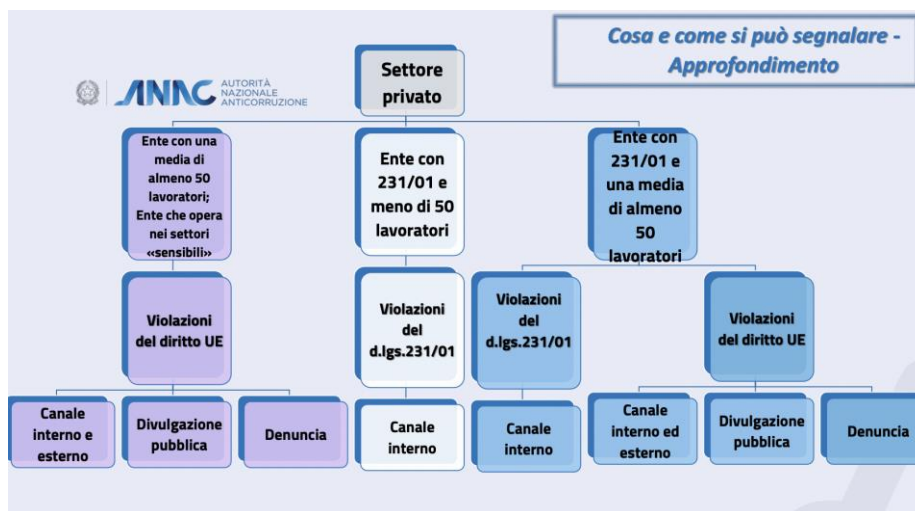 Cosa e come si può segnalare -
Approfondimento
ANAC
AUTORITÀ
NAZIONALE
ANTICORRUZIONE
Settore
privato
Ente con una
media di
almeno 50
lavoratori;
Ente che opera
nei settori
«sensibili»
Ente con
231/01 e
meno di 50
lavoratori
Ente con
231/01 e
una media
di almeno
50
lavoratori
Violazioni
del diritto UE
Violazioni
del
d.lgs.231/01
Violazioni
del
d.lgs.231/01
Violazioni
del diritto UE
Canale
interno e
esterno
Divulgazione
pubblica
Denuncia
Canale
interno
Canale
interno
Canale
interno ed
esterno
Divulgazione
pubblica
Denuncia